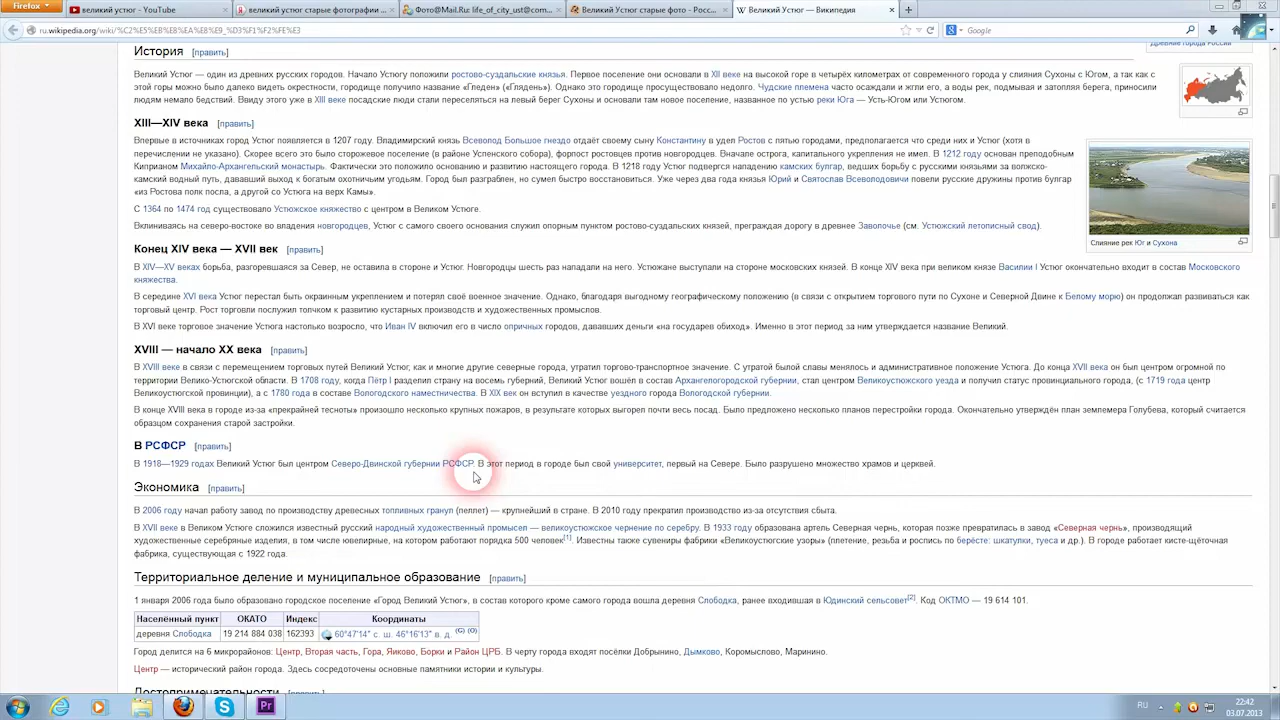 Firefox
великий устюг - YouTube
великий устюг старые фотографии ...
Фото@Mail.Ru: life_of_city_ust@com...
Великий Устюг старые фото - Росс...
Великий Устюг — Википедия
ru.wikipedia.org/wiki/%C2%E5%EB%E8%EA%E8%E9_%D3%F1%F2%FE%E3
Google
История [править]
Древние города России
Великий Устюг — один из древних русских городов. Начало Устюгу положили ростово-суздальские князья. Первое поселение они основали в XII веке на высокой горе в четырёх километрах от современного города у слияния Сухоны с Югом, а так как с
этой горы можно было далеко видеть окрестности, городище получило название «Гледен» («Глядень»). Однако это городище просуществовало недолго. Чудские племена часто осаждали и жгли его, а воды рек, подмывая и затопляя берега, приносили
людям немало бедствий. Ввиду этого уже в XIII веке посадские люди стали переселяться на левый берег Сухоны и основали там новое поселение, названное по устью реки Юга — Усть-Югом или Устюгом.
XIII—XIV века [править]
Впервые в источниках город Устюг появляется в 1207 году. Владимирский князь Всеволод Большое гнездо отдаёт своему сыну Константину в удел Ростов с пятью городами, предполагается что среди них и Устюг (хотя в
перечислении не указано). Скорее всего это было сторожевое поселение (в районе Успенского собора), форпост ростовцев против новгородцев. Вначале острога, капитального укрепления не имел. В 1212 году основан преподобным
Киприаном Михайло-Архангельский монастырь. Фактически это положило основанию и развитию настоящего города. В 1218 году Устюг подвергся нападению камских булгар, ведших борьбу с русскими князьями за волжско-
камский водный путь, дававший выход к богатым охотничьим угодьям. Город был разграблен, но сумел быстро восстановиться. Уже через два года князья Юрий и Святослав Всеволодовичи повели русские дружины против булгар
«из Ростова полк посла, а другой со Устюга на верх Камы».
С 1364 по 1474 год существовало Устюжское княжество с центром в Великом Устюге.
Вклиниваясь на северо-востоке во владения новгородцев, Устюг с самого своего основания служил опорным пунктом ростово-суздальских князей, преграждая дорогу в древнее Заволочье (см. Устюжский летописный свод).
Слияние рек Юг и Сухона
Конец XIV века — XVII век [править]
В XIV—XV веках борьба, разгоревшаяся за Север, не оставила в стороне и Устюг. Новгородцы шесть раз нападали на него. Устюжане выступали на стороне московских князей. В конце XIV века при великом князе Василии I Устюг окончательно входит в состав Московского
княжества.
В середине XVI века Устюг перестал быть окраинным укреплением и потерял своё военное значение. Однако, благодаря выгодному географическому положению (в связи с открытием торгового пути по Сухоне и Северной Двине к Белому морю) он продолжал развиваться как
торговый центр. Рост торговли послужил толчком к развитию кустарных производств и художественных промыслов.
В XVI веке торговое значение Устюга настолько возросло, что Иван IV включил его в число опричных городов, дававших деньги «на государев обиход». Именно в этот период за ним утверждается название Великий.
XVIII — начало XX века [править]
В XVIII веке в связи с перемещением торговых путей Великий Устюг, как и многие другие северные города, утратил торгово-транспортное значение. С утратой былой славы менялось и административное положение Устюга. До конца XVII века он был центром огромной по
территории Велико-Устюгской области. В 1708 году, когда Пётр I разделил страну на восемь губерний, Великий Устюг вошёл в состав Архангелогородской губернии, стал центром Великоустюжского уезда и получил статус провинциального города, (с 1719 года центр
Великоустюгской провинции), а с 1780 года в составе Вологодского наместничества. В XIX век он вступил в качестве уездного города Вологодской губернии.
В конце XVIII века в городе из-за «прекрайней тесноты» произошло несколько крупных пожаров, в результате которых выгорел почти весь посад. Было предложено несколько планов перестройки города. Окончательно утверждён план землемера Голубева, который считается
образцом сохранения старой застройки.
В РСФСР [править]
В 1918—1929 годах Великий Устюг был центром Северо-Двинской губернии РСФСР. В этот период в городе был свой университет, первый на Севере. Было разрушено множество храмов и церквей.
Экономика [править]
В 2006 году начал работу завод по производству древесных топливных гранул (пеллет) — крупнейший в стране. В 2010 году прекратил производство из-за отсутствия сбыта.
В XVII веке в Великом Устюге сложился известный русский народный художественный промысел — великоустюжское чернение по серебру. В 1933 году образована артель Северная чернь, которая позже превратилась в завод «Северная чернь», производящий
художественные серебряные изделия, в том числе ювелирные, на котором работают порядка 500 человек[1]. Известны также сувениры фабрики «Великоустюгские узоры» (плетение, резьба и роспись по берёсте: шкатулки, туеса и др.). В городе работает кисте-щёточная
фабрика, существующая с 1922 года.
Территориальное деление и муниципальное образование [править]
1 января 2006 года было образовано городское поселение «Город Великий Устюг», в состав которого кроме самого города вошла деревня Слободка, ранее входившая в Юдинский сельсовет[2]. Код ОКТМО — 19 614 101.
Населённый пункт ОКАТО Индекс Координаты
деревня Слободка 19 214 884 038 162393 60°47′14″ с. ш. 46°16′13″ в. д. (G) (O)
Город делится на 6 микрорайонов: Центр, Вторая часть, Гора, Яиково, Борки и Район ЦРБ. В черту города входят посёлки Добрынино, Дымково, Коромыслово, Маринино.
Центр — исторический район города. Здесь сосредоточены основные памятники истории и культуры.
Достопримечательности [править]
RU
22:42
03.07.2013